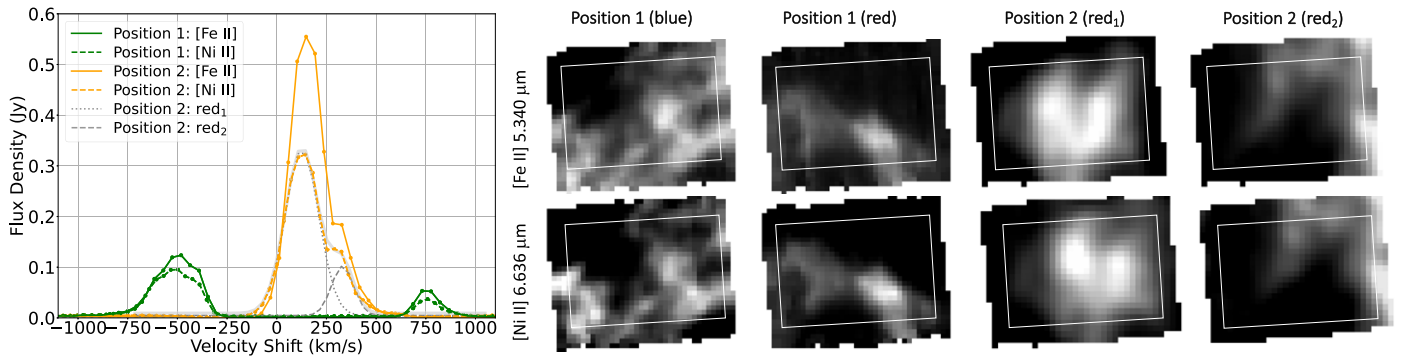 0.6
0.5
0.4
0.3
0.2
0.1
0.0
Flux Density (Jy)
Position 1: [Fe II]
Position 1: [Ni II]
Position 2: [Fe II]
Position 2: [Ni II]
Position 2: red₁
Position 2: red₂
−1000 −750 −500 −250 0 250 500 750 1000
Velocity Shift (km/s)
Position 1 (blue) Position 1 (red) Position 2 (red₁) Position 2 (red₂)
[Fe II] 5.340 μm
[Ni II] 6.636 μm